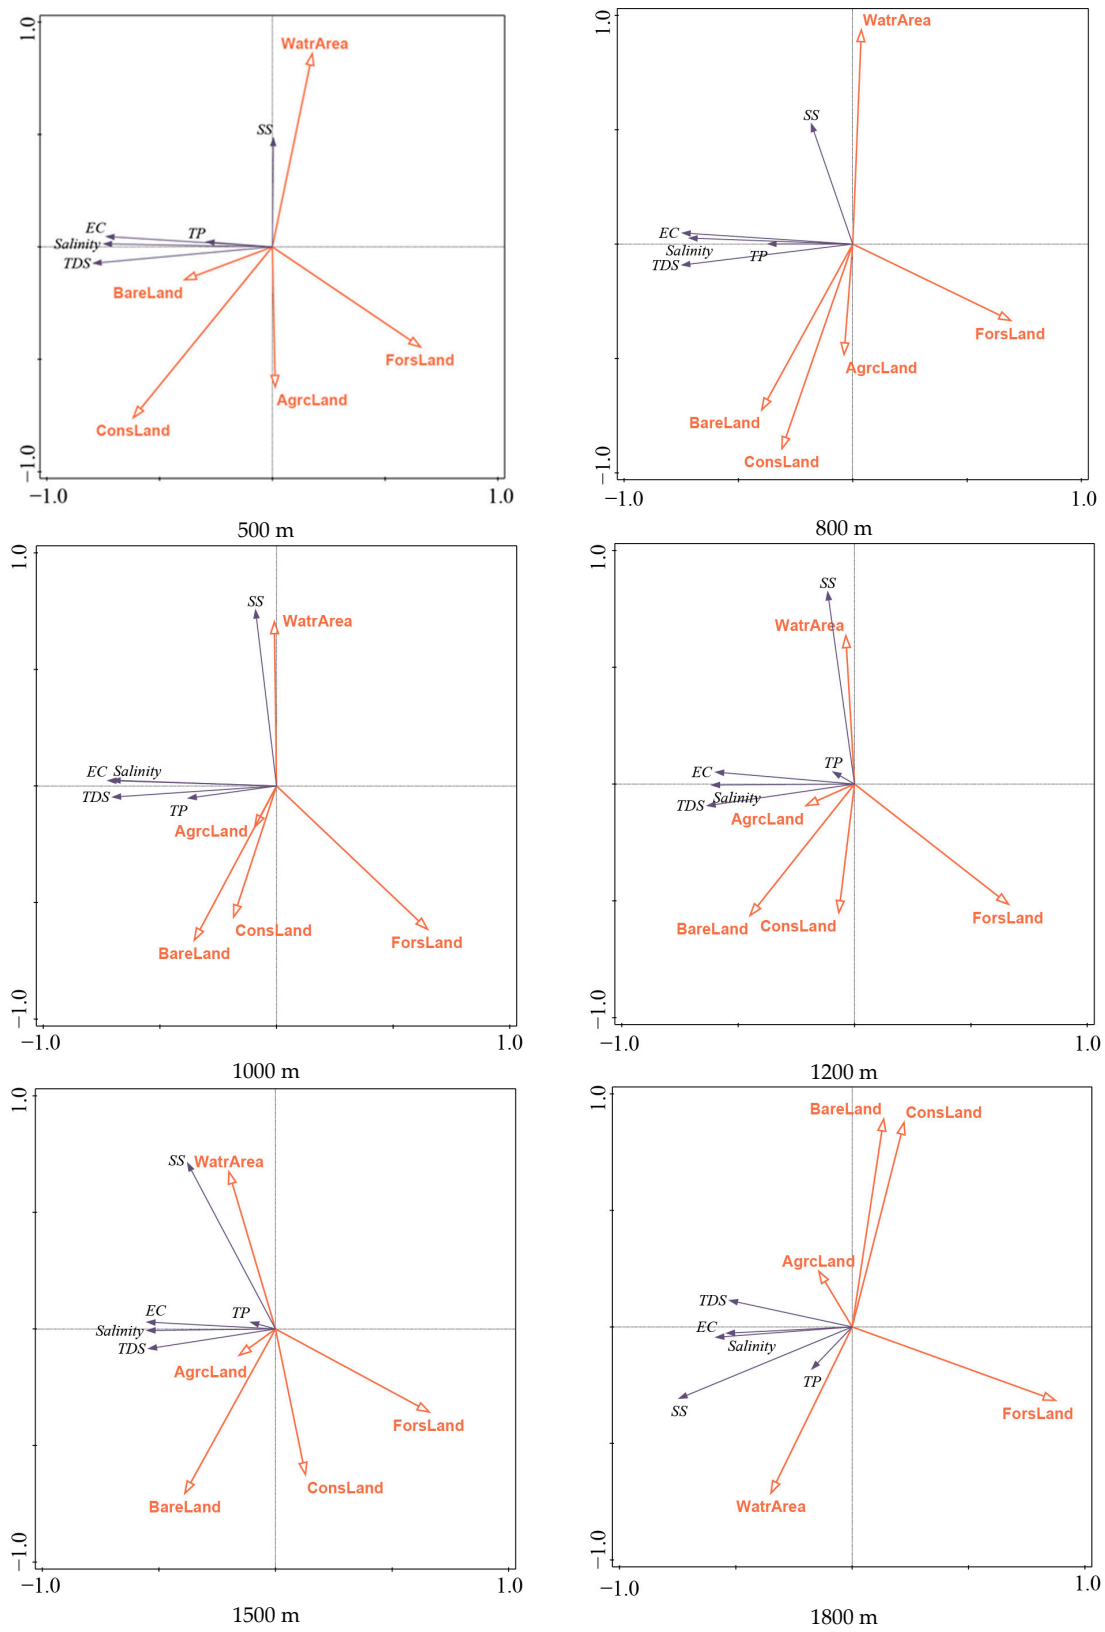 1.0
WatrArea
SS
EC
TP
Salinity
TDS
BareLand
ForsLand
AgrcLand
ConsLand
−1.0
−1.0
1.0
500 m
1.0
WatrArea
SS
EC
Salinity
TP
TDS
ForsLand
AgrcLand
BareLand
ConsLand
−1.0
−1.0
1.0
800 m
1.0
SS
WatrArea
EC Salinity
TDS
TP
AgrcLand
ConsLand
ForsLand
BareLand
−1.0
−1.0
1.0
1000 m
1.0
SS
WatrArea
TP
EC
Salinity
TDS
AgrcLand
ForsLand
BareLand ConsLand
−1.0
−1.0
1.0
1200 m
1.0
SS WatrArea
EC
TP
Salinity
TDS
AgrcLand
ForsLand
ConsLand
BareLand
−1.0
−1.0
1.0
1500 m
1.0
BareLand ConsLand
AgrcLand
TDS
EC
Salinity
TP
SS
ForsLand
WatrArea
−1.0
−1.0
1.0
1800 m